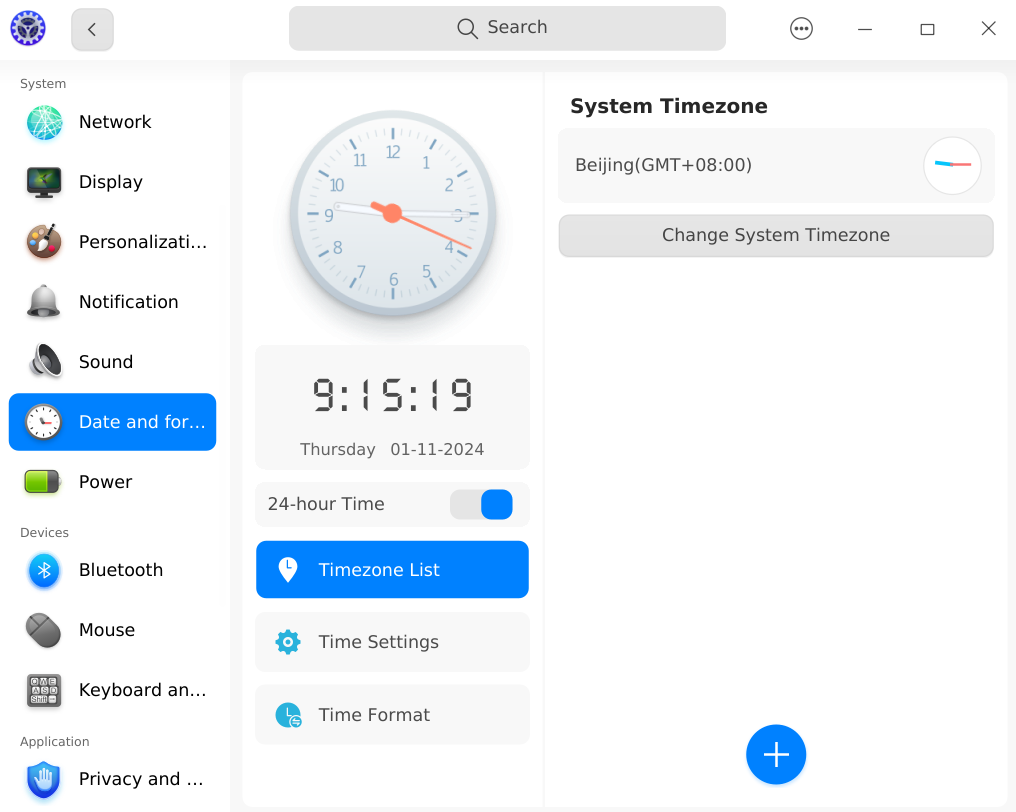 Search
System
Network
Display
Personalizati...
Notification
Sound
Date and for...
Power
Devices
Bluetooth
Mouse
Keyboard an...
Application
Privacy and ...
12
1
2
3
4
5
6
7
8
9
10
11
9:15:19
Thursday 01-11-2024
24-hour Time
Timezone List
Time Settings
Time Format
System Timezone
Beijing(GMT+08:00)
Change System Timezone